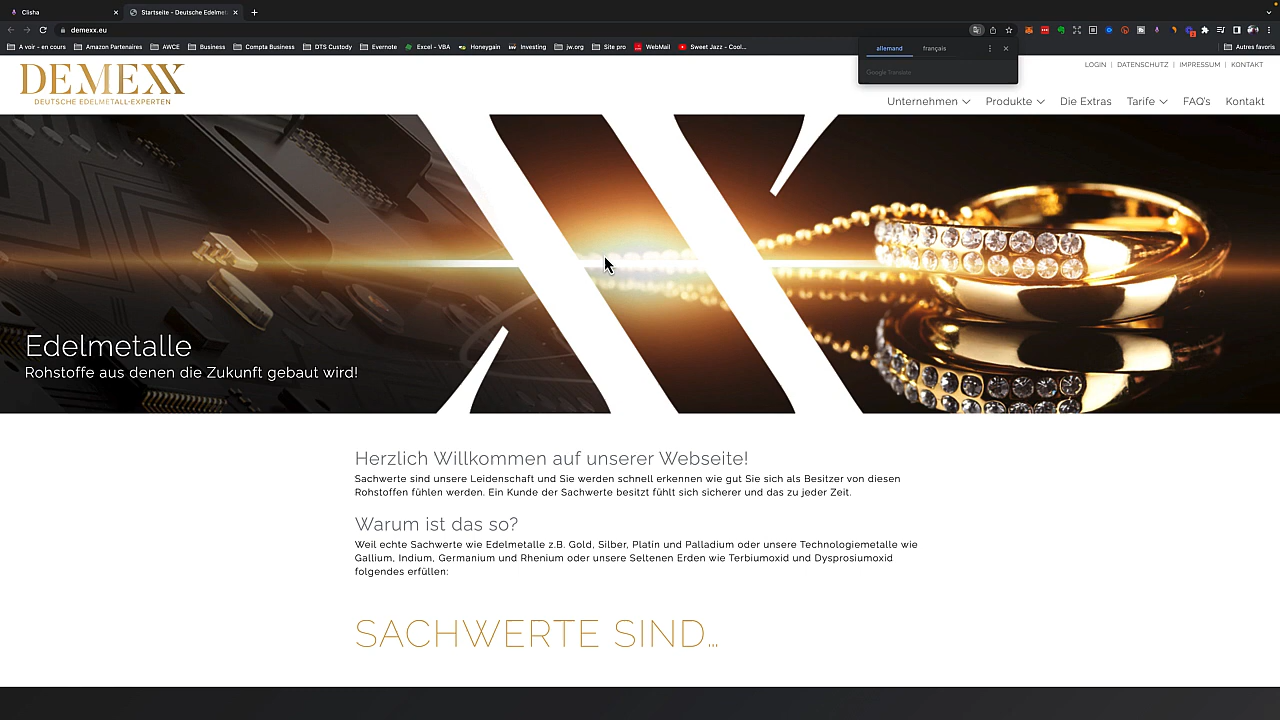 Clisha
Startseite - Deutsche Edelmet
demexx.eu
A voir - en cours
Amazon Partenaires
AWCE
Business
Compta Business
DTS Custody
Evernote
Excel - VBA
Honeygain
Investing
jw.org
Site pro
WebMail
Sweet Jazz - Cool...
Autres favoris
allemand français
Google Translate
LOGIN | DATENSCHUTZ | IMPRESSUM | KONTAKT
DEMEXX
DEUTSCHE EDELMETALL-EXPERTEN
Unternehmen Produkte Die Extras Tarife FAQ's Kontakt
Edelmetalle
Rohstoffe aus denen die Zukunft gebaut wird!
Herzlich Willkommen auf unserer Webseite!
Sachwerte sind unsere Leidenschaft und Sie werden schnell erkennen wie gut Sie sich als Besitzer von diesen
Rohstoffen fühlen werden. Ein Kunde der Sachwerte besitzt fühlt sich sicherer und das zu jeder Zeit.
Warum ist das so?
Weil echte Sachwerte wie Edelmetalle z.B. Gold, Silber, Platin und Palladium oder unsere Technologiemetalle wie
Gallium, Indium, Germanium und Rhenium oder unsere Seltenen Erden wie Terbiumoxid und Dysprosiumoxid
folgendes erfüllen:
SACHWERTE SIND...